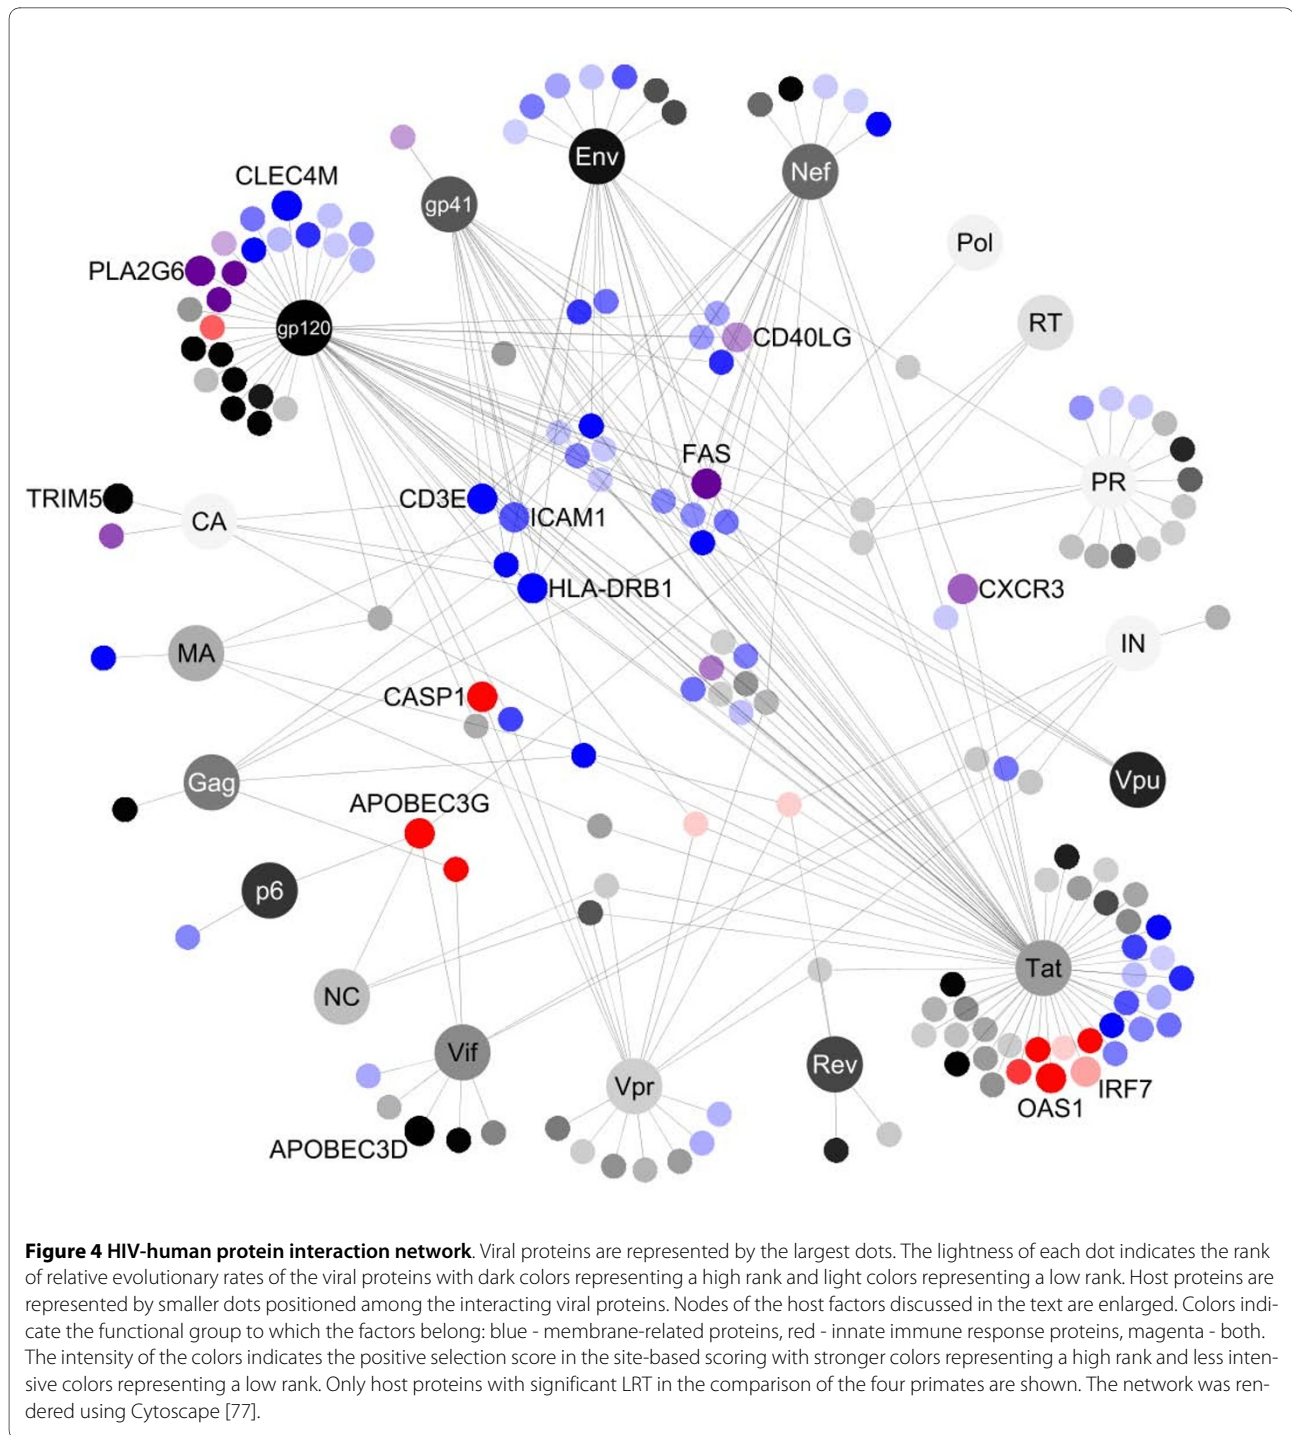 Env
Nef
CLEC4M
gp41
Pol
PLA2G6
RT
gp120
CD40LG
FAS
PR
TRIM5
CD3E
CA
ICAM1
HLA-DRB1
CXCR3
MA
IN
CASP1
Gag
Vpu
APOBEC3G
p6
Tat
NC
Vif
Vpr
Rev
IRF7
OAS1
APOBEC3D
Figure 4 HIV-human protein interaction network. Viral proteins are represented by the largest dots. The lightness of each dot indicates the rank
of relative evolutionary rates of the viral proteins with dark colors representing a high rank and light colors representing a low rank. Host proteins are
represented by smaller dots positioned among the interacting viral proteins. Nodes of the host factors discussed in the text are enlarged. Colors indi-
cate the functional group to which the factors belong: blue - membrane-related proteins, red - innate immune response proteins, magenta - both.
The intensity of the colors indicates the positive selection score in the site-based scoring with stronger colors representing a high rank and less inten-
sive colors representing a low rank. Only host proteins with significant LRT in the comparison of the four primates are shown. The network was ren-
dered using Cytoscape [77].